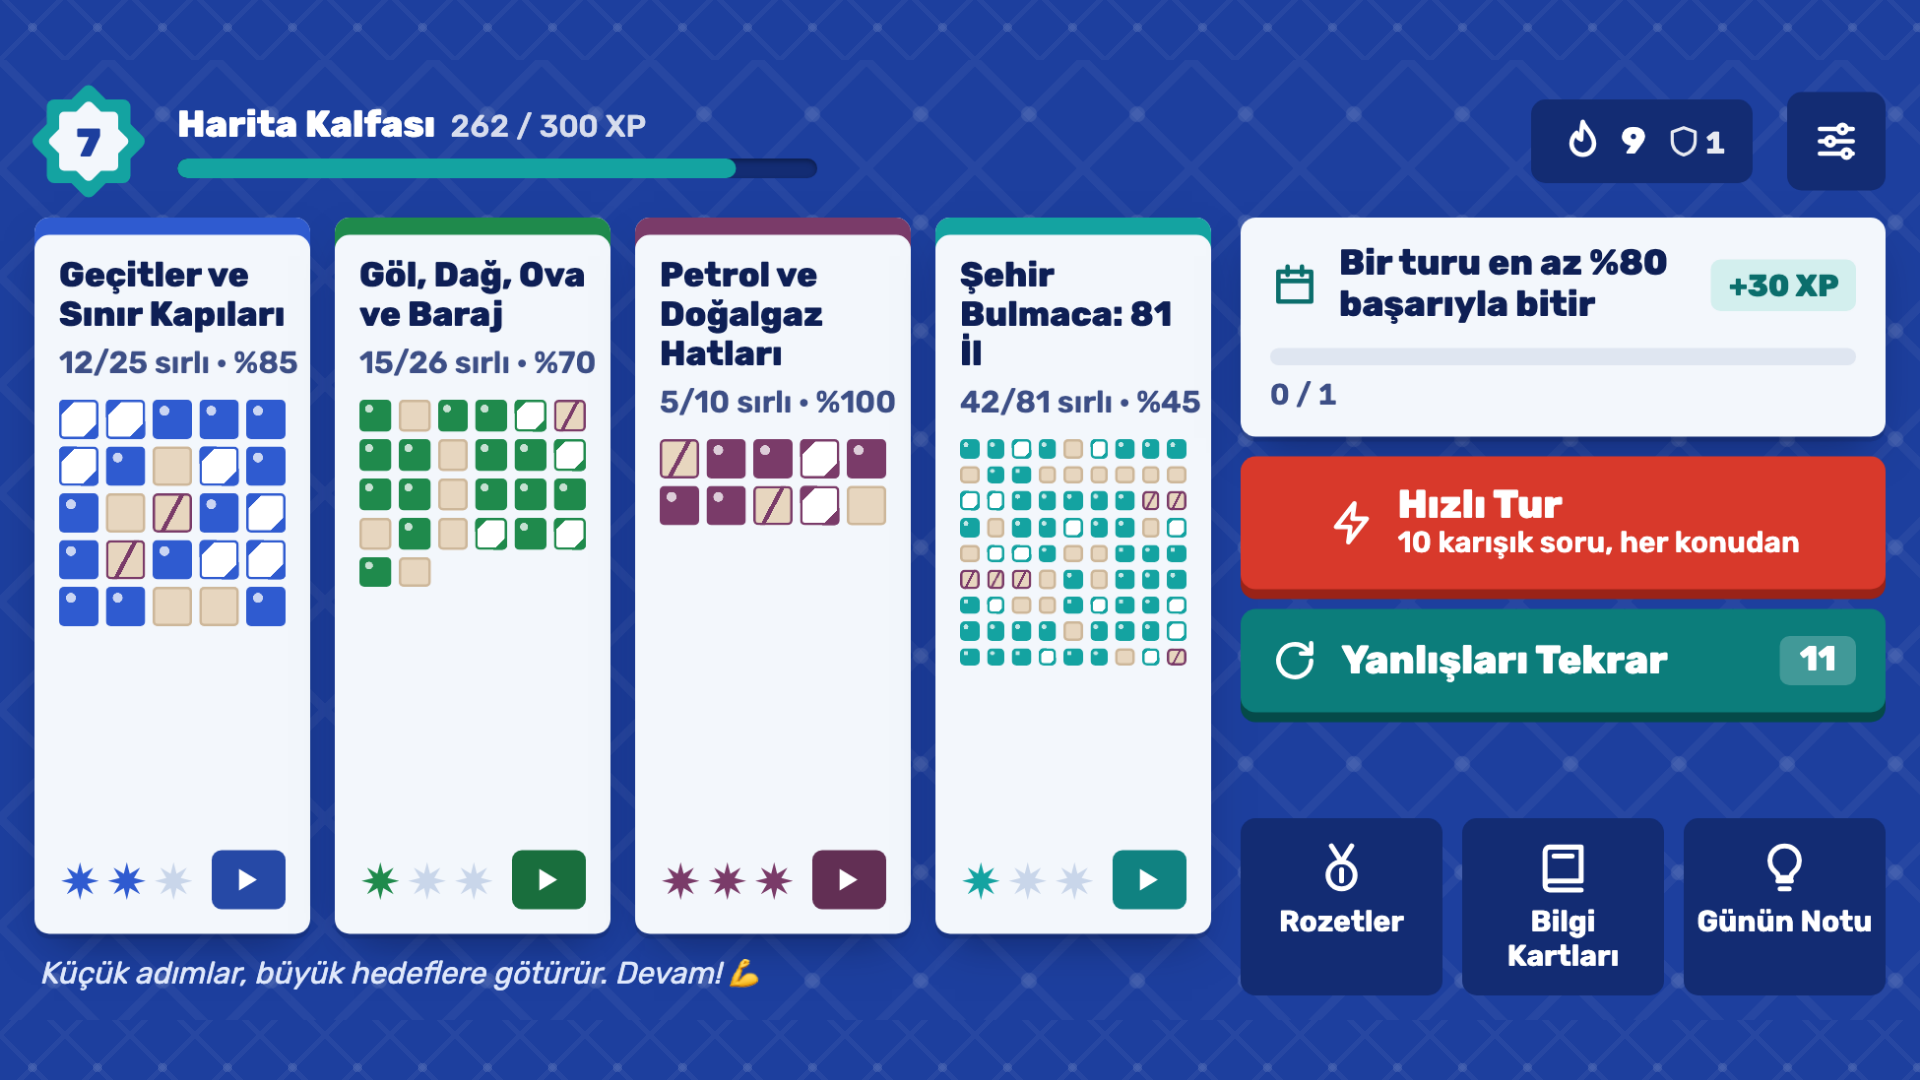 7
Harita Kalfası 262 / 300 XP
9 1
Geçitler ve
Sınır Kapıları
12/25 sırlı • %85
Göl, Dağ, Ova
ve Baraj
15/26 sırlı • %70
Petrol ve
Doğalgaz
Hatları
5/10 sırlı • %100
Şehir
Bulmaca: 81
İl
42/81 sırlı • %45
Bir turu en az %80
başarıyla bitir
+30 XP
0 / 1
Hızlı Tur
10 karışık soru, her konudan
Yanlışları Tekrar
11
Rozetler
Bilgi
Kartları
Günün Notu
Küçük adımlar, büyük hedeflere götürür. Devam! 💪